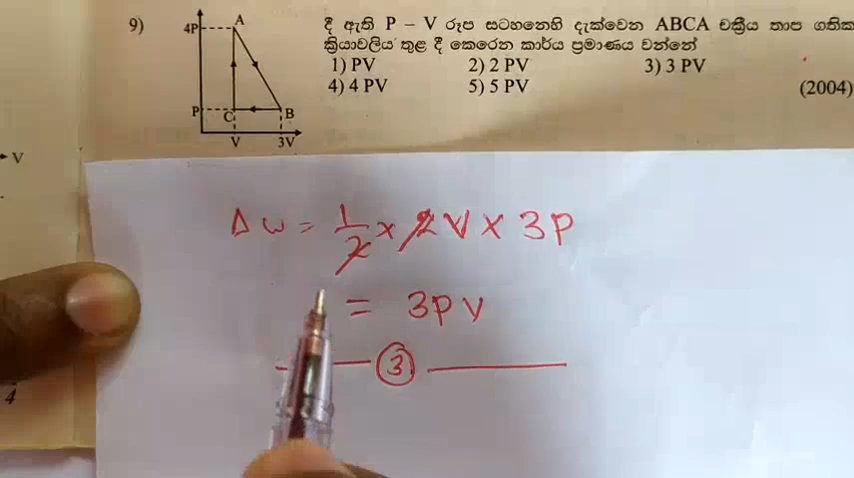 9)
දී ඇති P – V රූප සටහනෙහි දැක්වෙන ABCA චක්‍රීය තාප ගතික
ක්‍රියාවලිය තුළ දී කෙරෙන කාර්ය ප්‍රමාණය වන්නේ
1) PV 2) 2 PV 3) 3 PV
4) 4 PV 5) 5 PV (2004)
4P A
P C B
V 3V
V
Δw = 1/2 × 2V × 3P
= 3PV
3
4